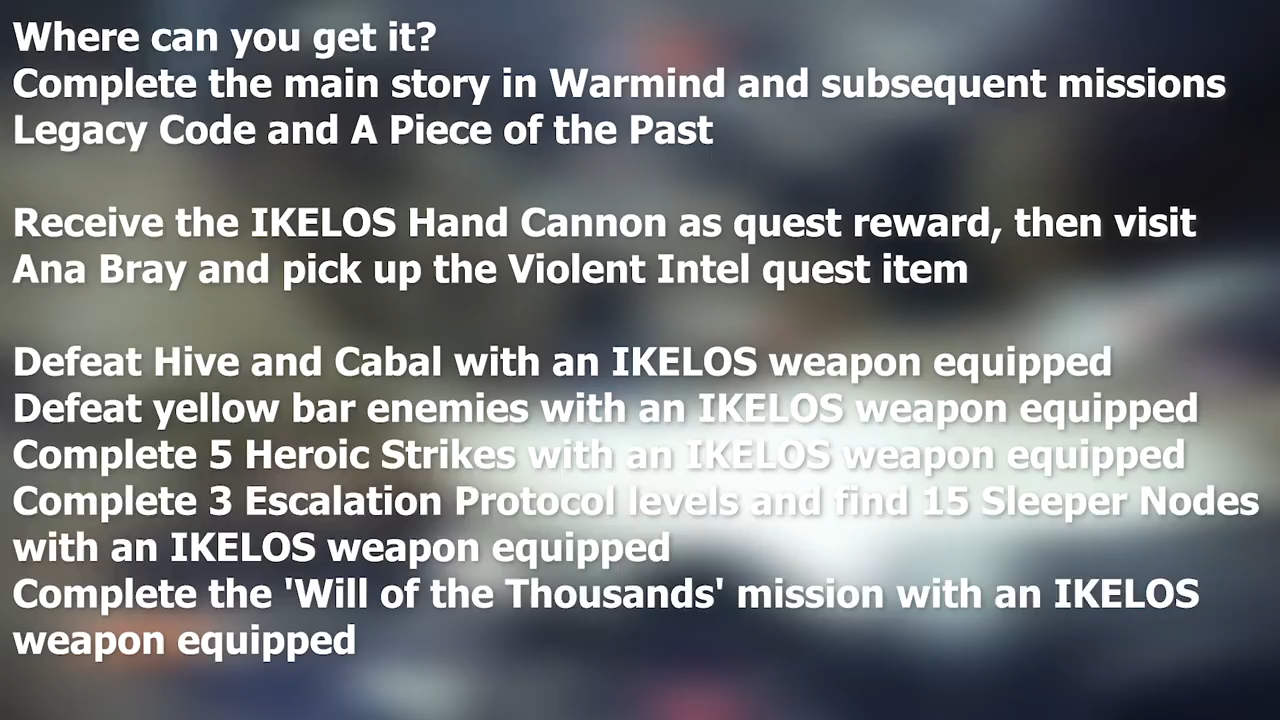 Where can you get it?
Complete the main story in Warmind and subsequent missions
Legacy Code and A Piece of the Past
Receive the IKELOS Hand Cannon as quest reward, then visit
Ana Bray and pick up the Violent Intel quest item
Defeat Hive and Cabal with an IKELOS weapon equipped
Defeat yellow bar enemies with an IKELOS weapon equipped
Complete 5 Heroic Strikes with an IKELOS weapon equipped
Complete 3 Escalation Protocol levels and find 15 Sleeper Nodes
with an IKELOS weapon equipped
Complete the 'Will of the Thousands' mission with an IKELOS
weapon equipped